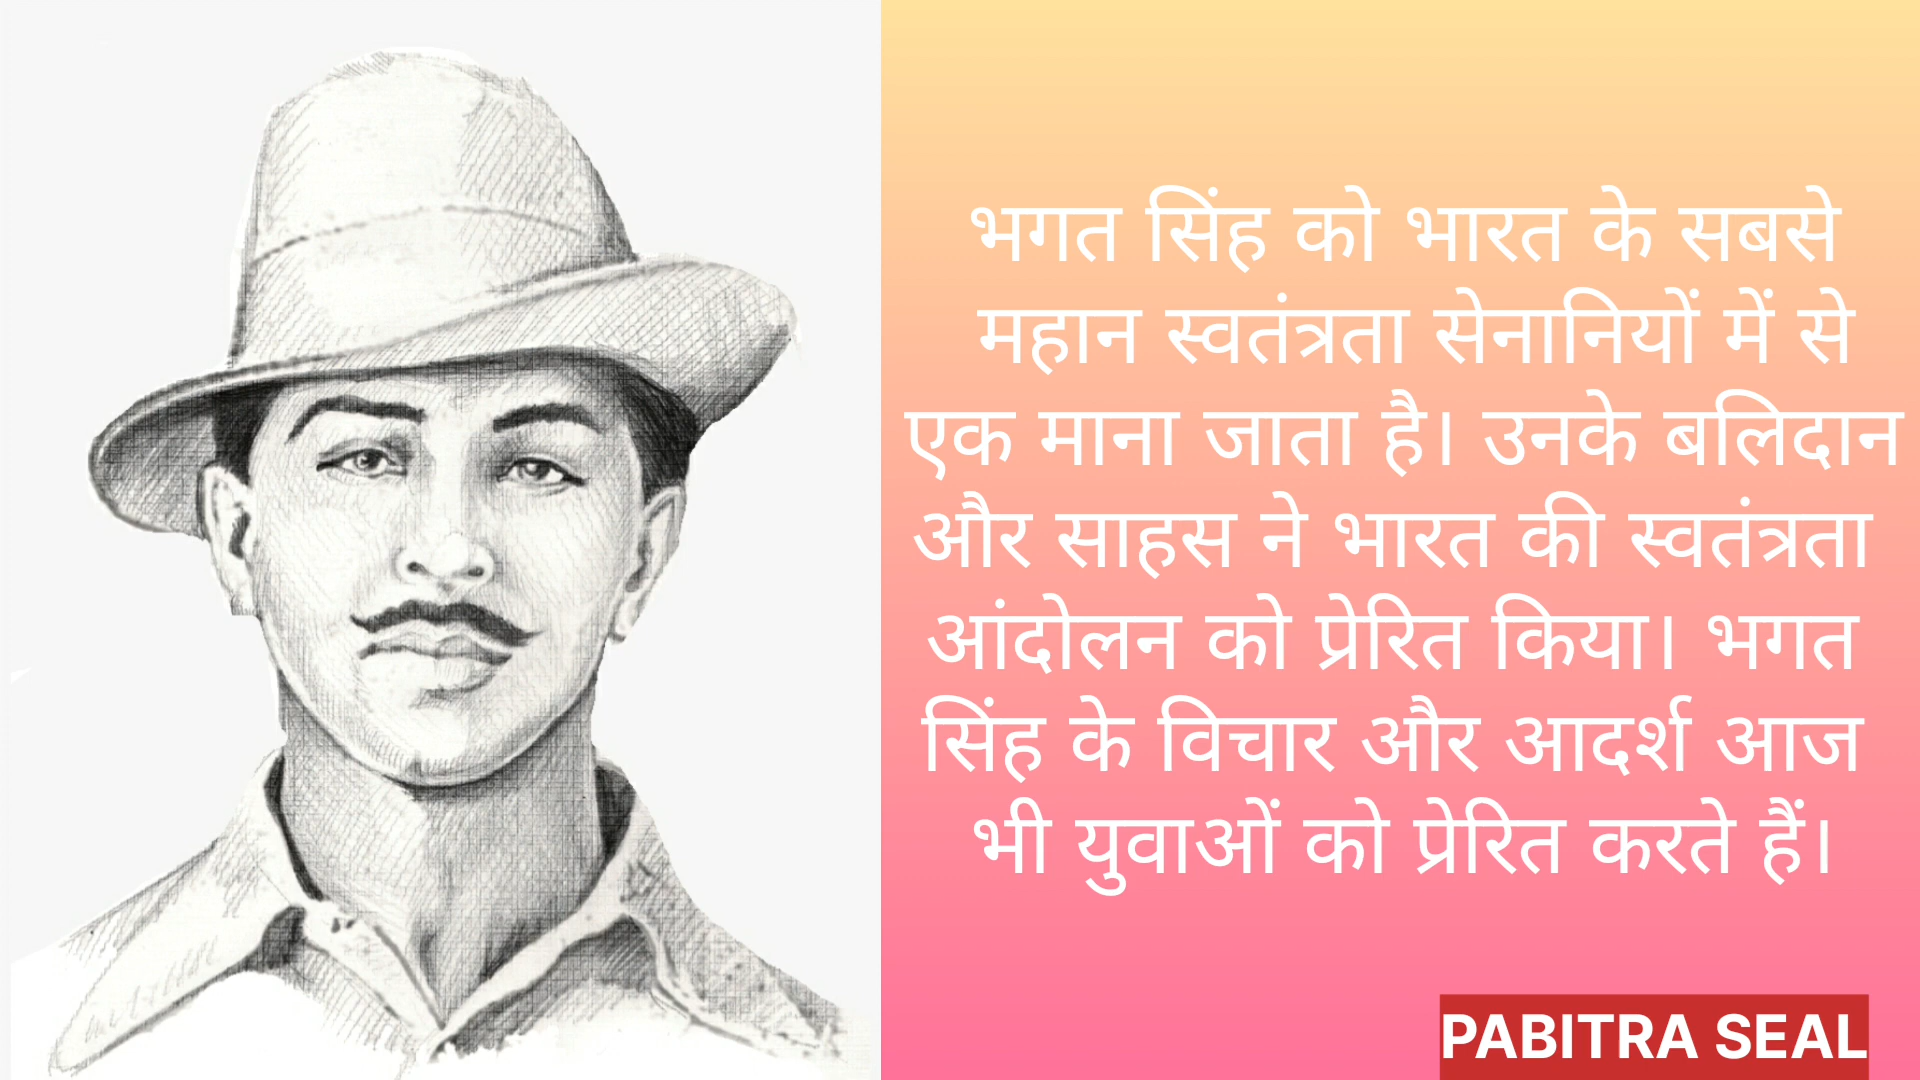 भगत सिंह को भारत के सबसे
महान स्वतंत्रता सेनानियों में से
एक माना जाता है। उनके बलिदान
और साहस ने भारत की स्वतंत्रता
आंदोलन को प्रेरित किया। भगत
सिंह के विचार और आदर्श आज
भी युवाओं को प्रेरित करते हैं।
PABITRA SEAL